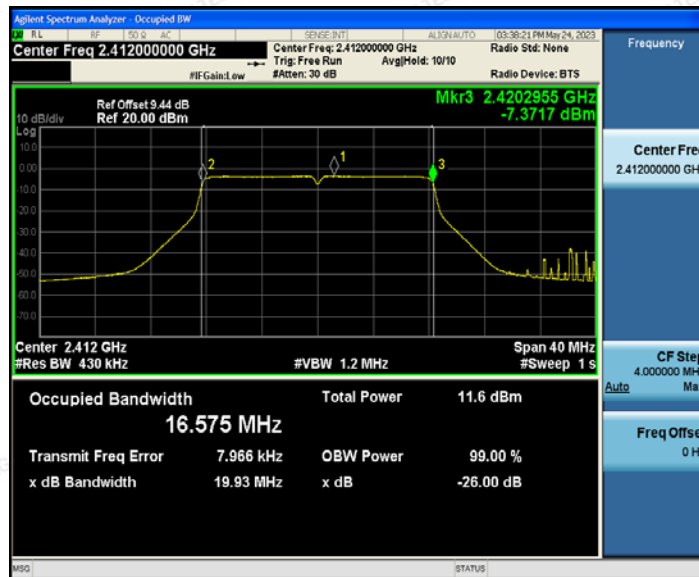 Agilent Spectrum Analyzer - Occupied BW
RL RF 50 Ω AC SENSE:INT ALIGN AUTO 03:38:21 PM May 24, 2023
Center Freq 2.412000000 GHz Center Freq: 2.412000000 GHz Radio Std: None
Trig: Free Run Avg|Hold: 10/10
#IFGain:Low #Atten: 30 dB Radio Device: BTS
Frequency
Ref Offset 9.44 dB Mkr3 2.4202955 GHz
10 dB/div Ref 20.00 dBm -7.3717 dBm
Log
10.0
0.00
-10.0
-20.0
-30.0
-40.0
-50.0
-60.0
-70.0
2
1
3
Center 2.412 GHz Span 40 MHz
#Res BW 430 kHz #VBW 1.2 MHz #Sweep 1 s
Occupied Bandwidth Total Power 11.6 dBm
16.575 MHz
Transmit Freq Error 7.966 kHz OBW Power 99.00 %
x dB Bandwidth 19.93 MHz x dB -26.00 dB
Center Fre
2.412000000 GH
CF Step
4.000000 MH
Auto Ma
Freq Offse
0 H
MSG STATUS